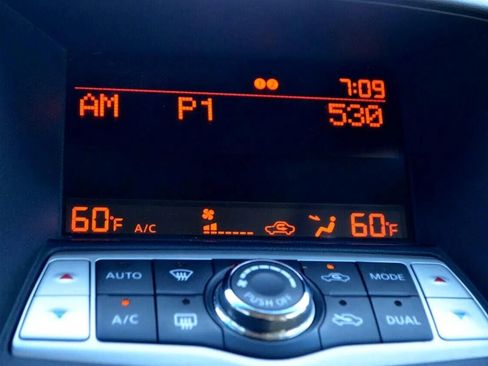 7:09
AM P1 530
60°F A/C 60°F
AUTO MODE
PUSH OFF
A/C DUAL